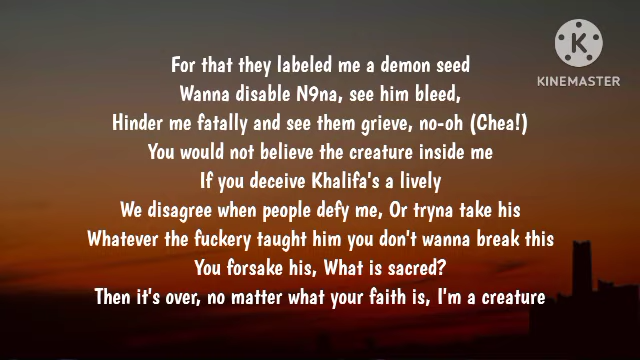 For that they labeled me a demon seed
Wanna disable N9na, see him bleed,
Hinder me fatally and see them grieve, no-oh (Chea!)
You would not believe the creature inside me
If you deceive Khalifa's a lively
We disagree when people defy me, Or tryna take his
Whatever the fuckery taught him you don't wanna break this
You forsake his, What is sacred?
Then it's over, no matter what your faith is, I'm a creature
K
KINEMASTER